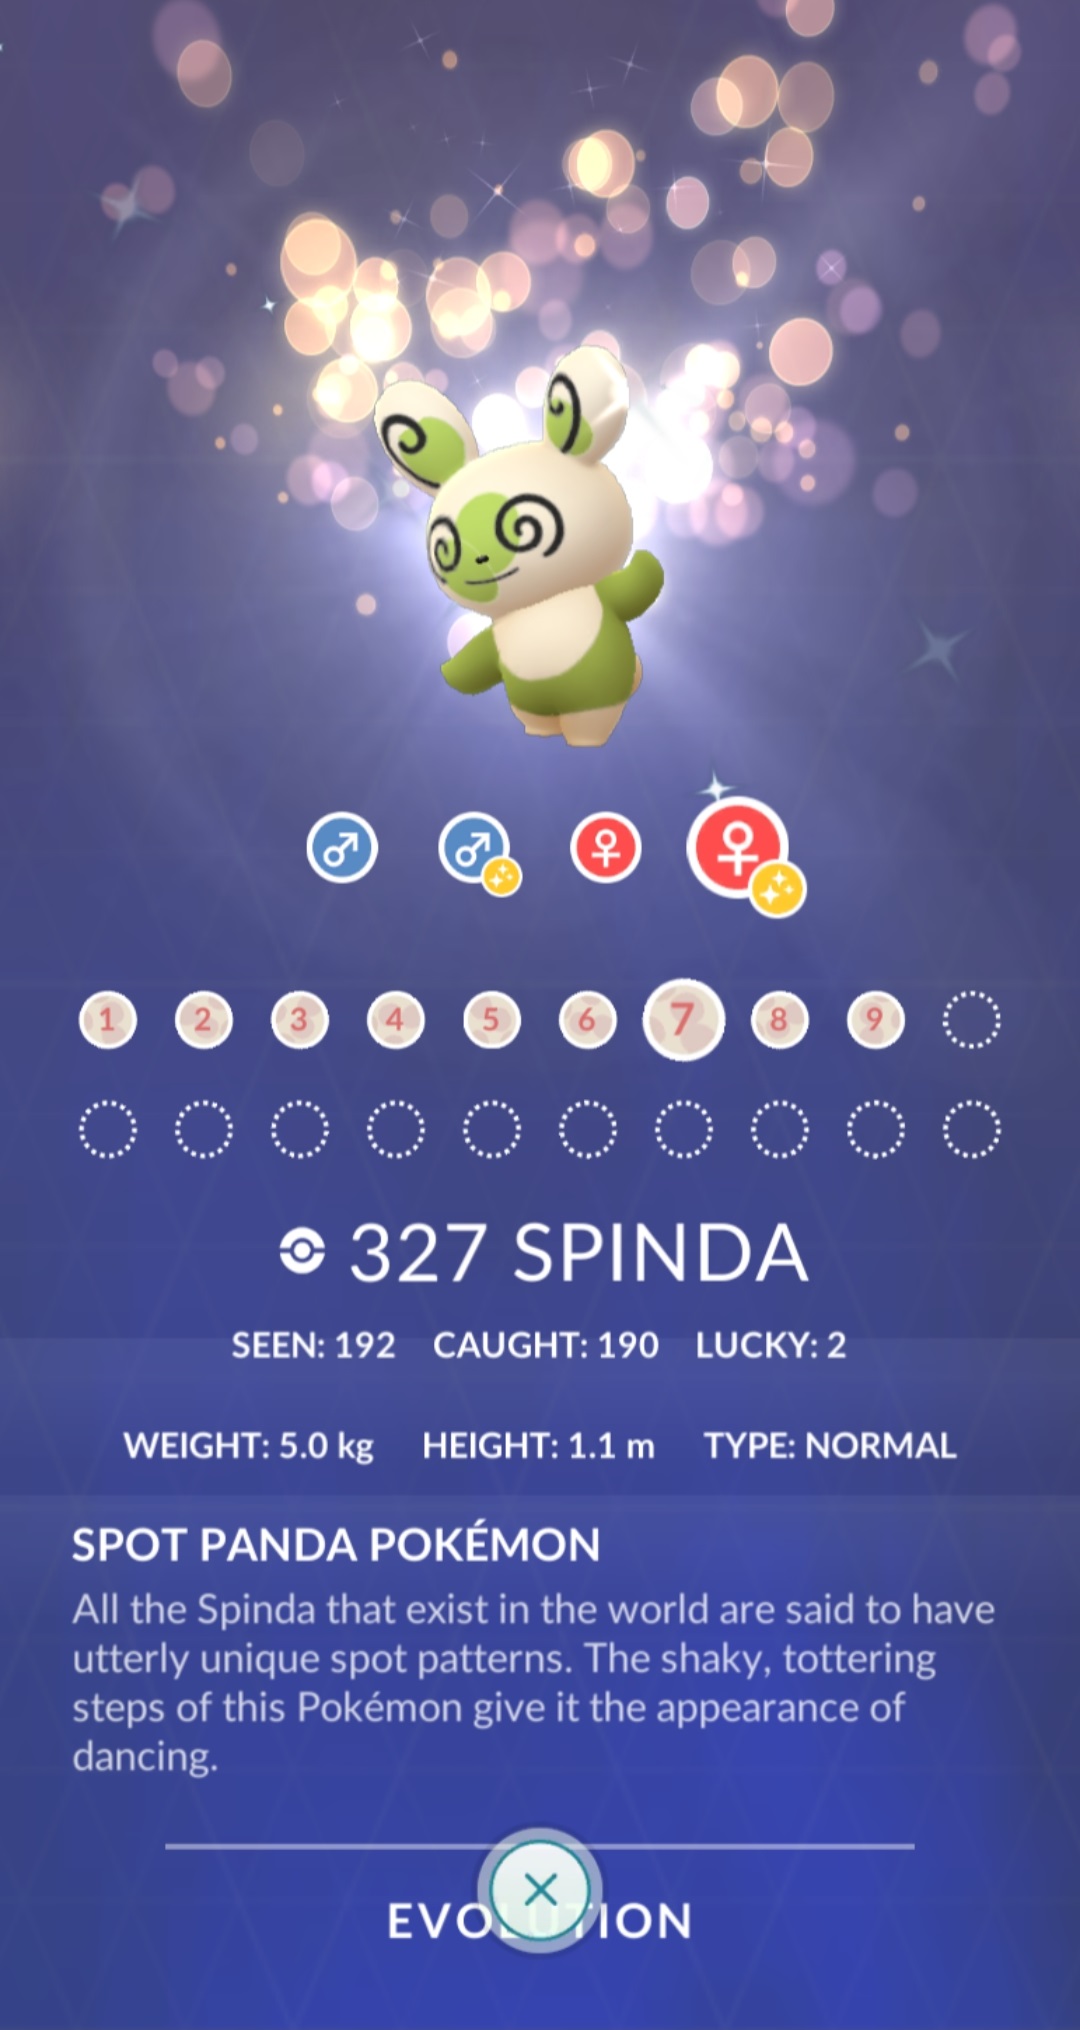 1 2 3 4 5 6 7 8 9
327 SPINDA
SEEN: 192 CAUGHT: 190 LUCKY: 2
WEIGHT: 5.0 kg HEIGHT: 1.1 m TYPE: NORMAL
SPOT PANDA POKÉMON
All the Spinda that exist in the world are said to have
utterly unique spot patterns. The shaky, tottering
steps of this Pokémon give it the appearance of
dancing.
EVOLUTION